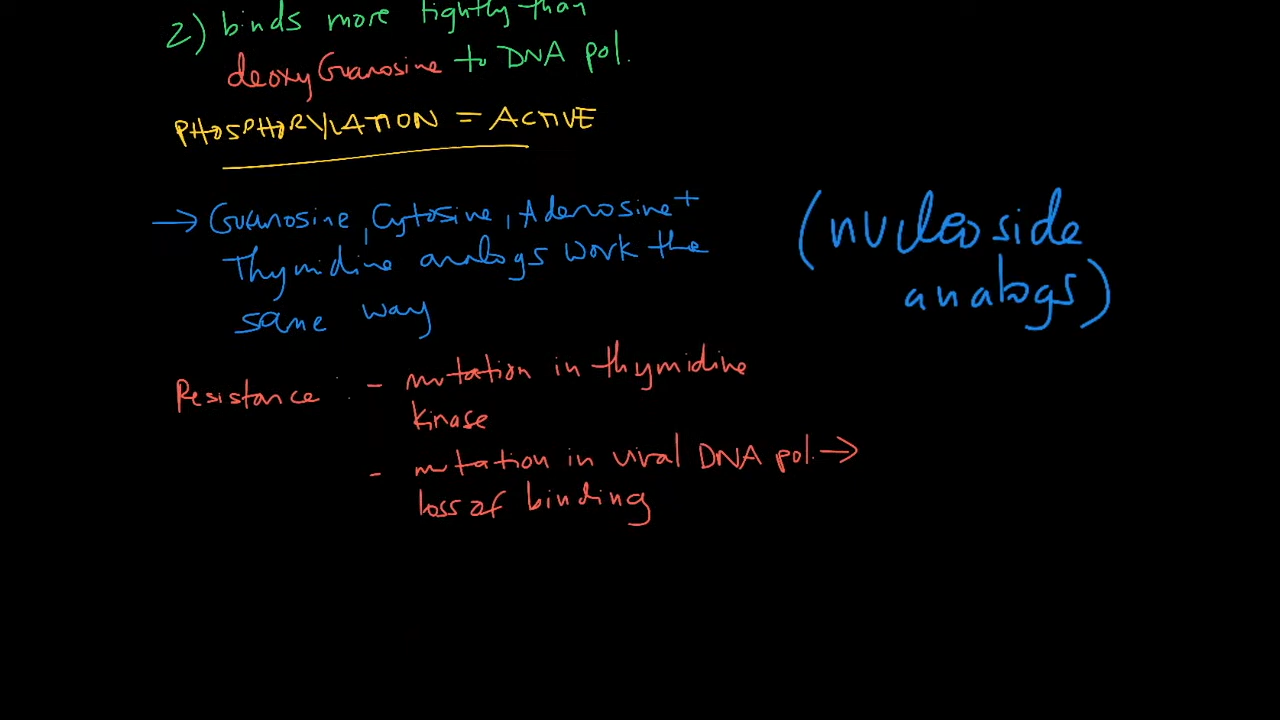 2) binds more tightly than
deoxyGuanosine to DNA pol.
PHOSPHORYLATION = ACTIVE
→ Guanosine, Cytosine, Adenosine +
Thymidine analogs work the
same way
(nucleoside
analogs)
Resistance : - mutation in thymidine
kinase
- mutation in viral DNA pol. →
loss of binding